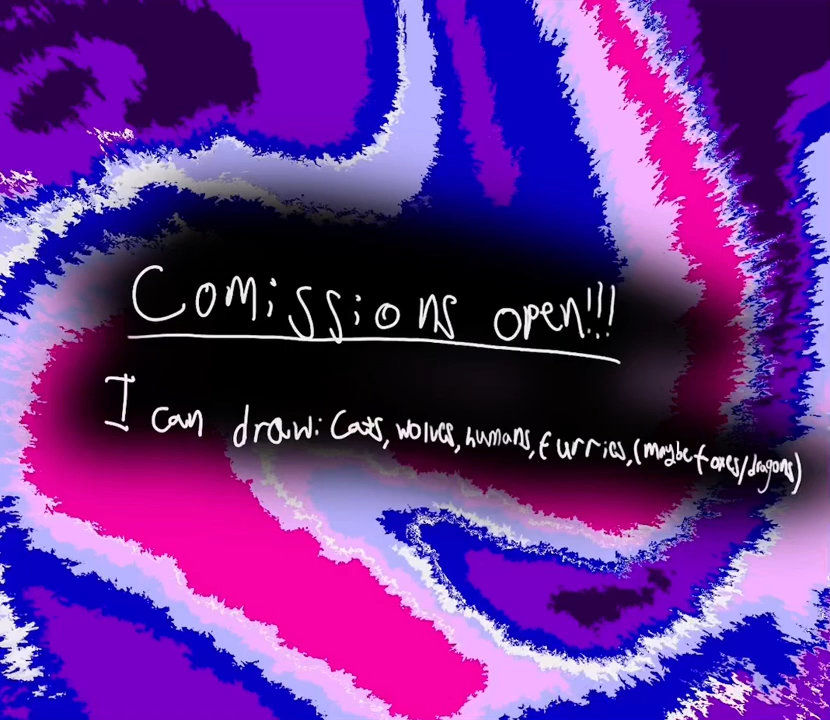 Comissions open!!!
I can draw: Cats, wolves, humans, furries, (maybe foxes/dragons)